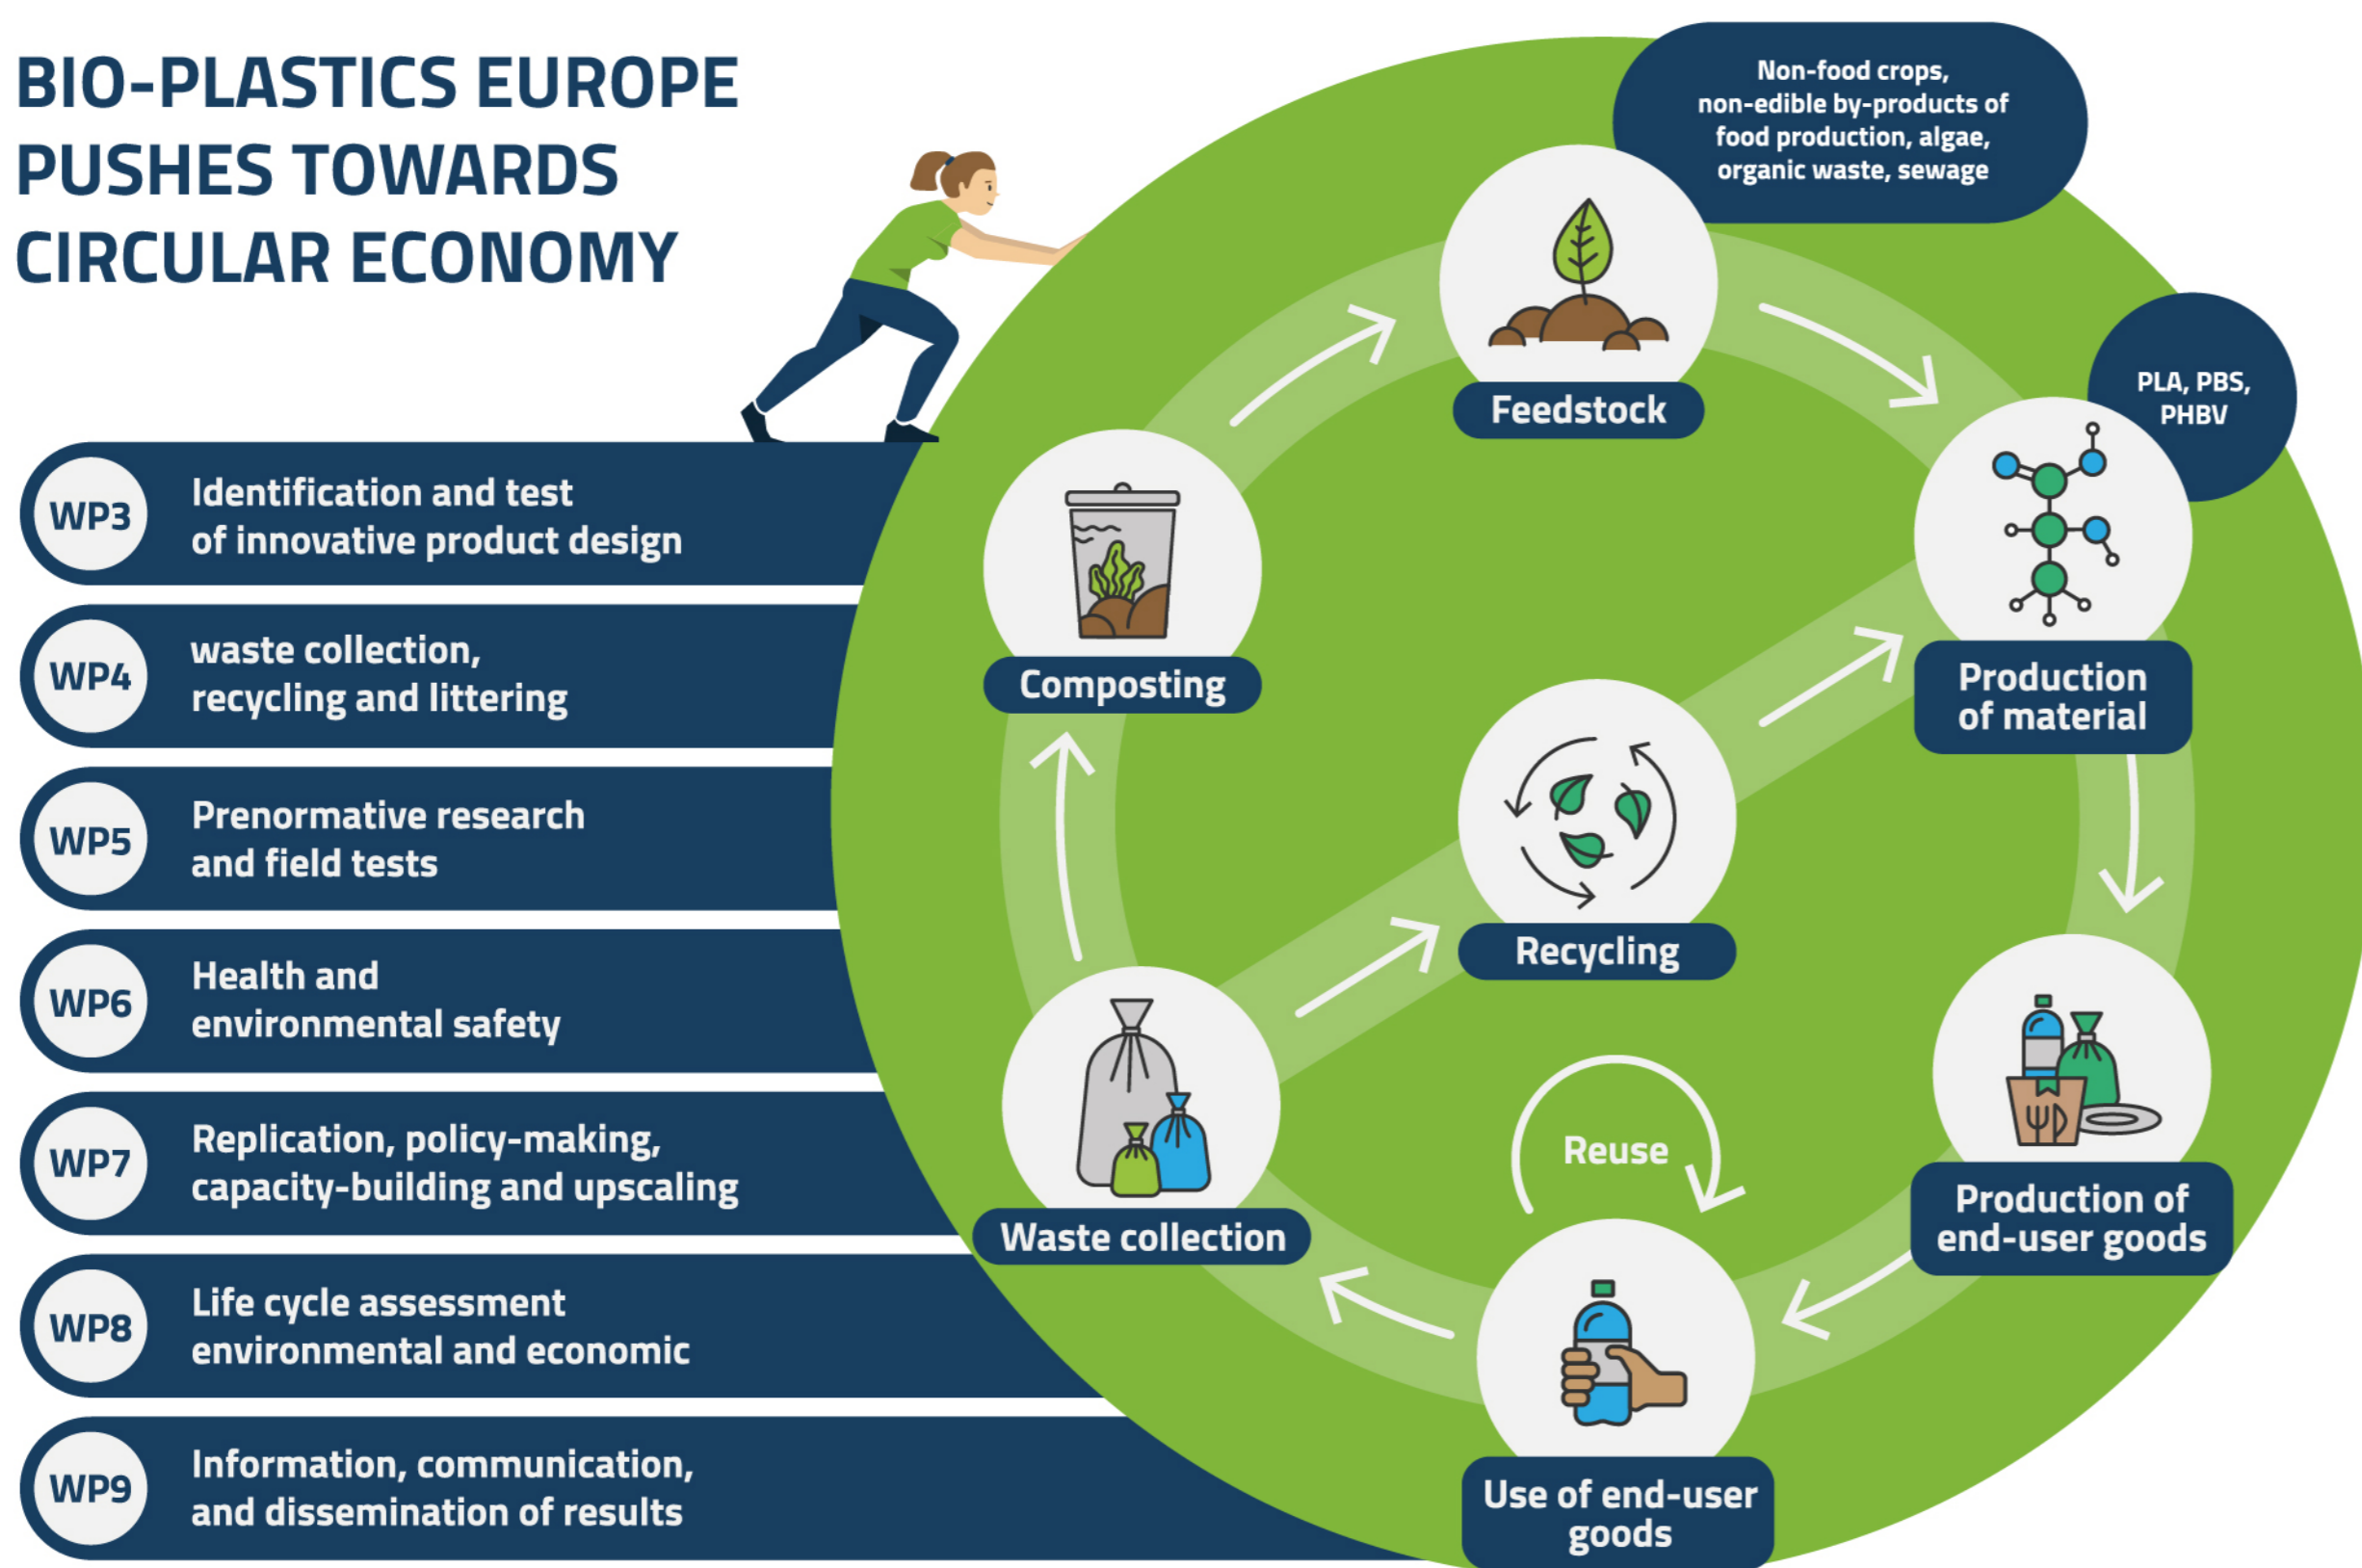 BIO-PLASTICS EUROPE
PUSHES TOWARDS
CIRCULAR ECONOMY
WP3
Identification and test
of innovative product design
WP4
waste collection,
recycling and littering
WP5
Prenormative research
and field tests
WP6
Health and
environmental safety
WP7
Replication, policy-making,
capacity-building and upscaling
WP8
Life cycle assessment
environmental and economic
WP9
Information, communication,
and dissemination of results
Non-food crops,
non-edible by-products of
food production, algae,
organic waste, sewage
Feedstock
PLA, PBS,
PHBV
Production
of material
Composting
Recycling
Production of
end-user goods
Reuse
Waste collection
Use of end-user
goods